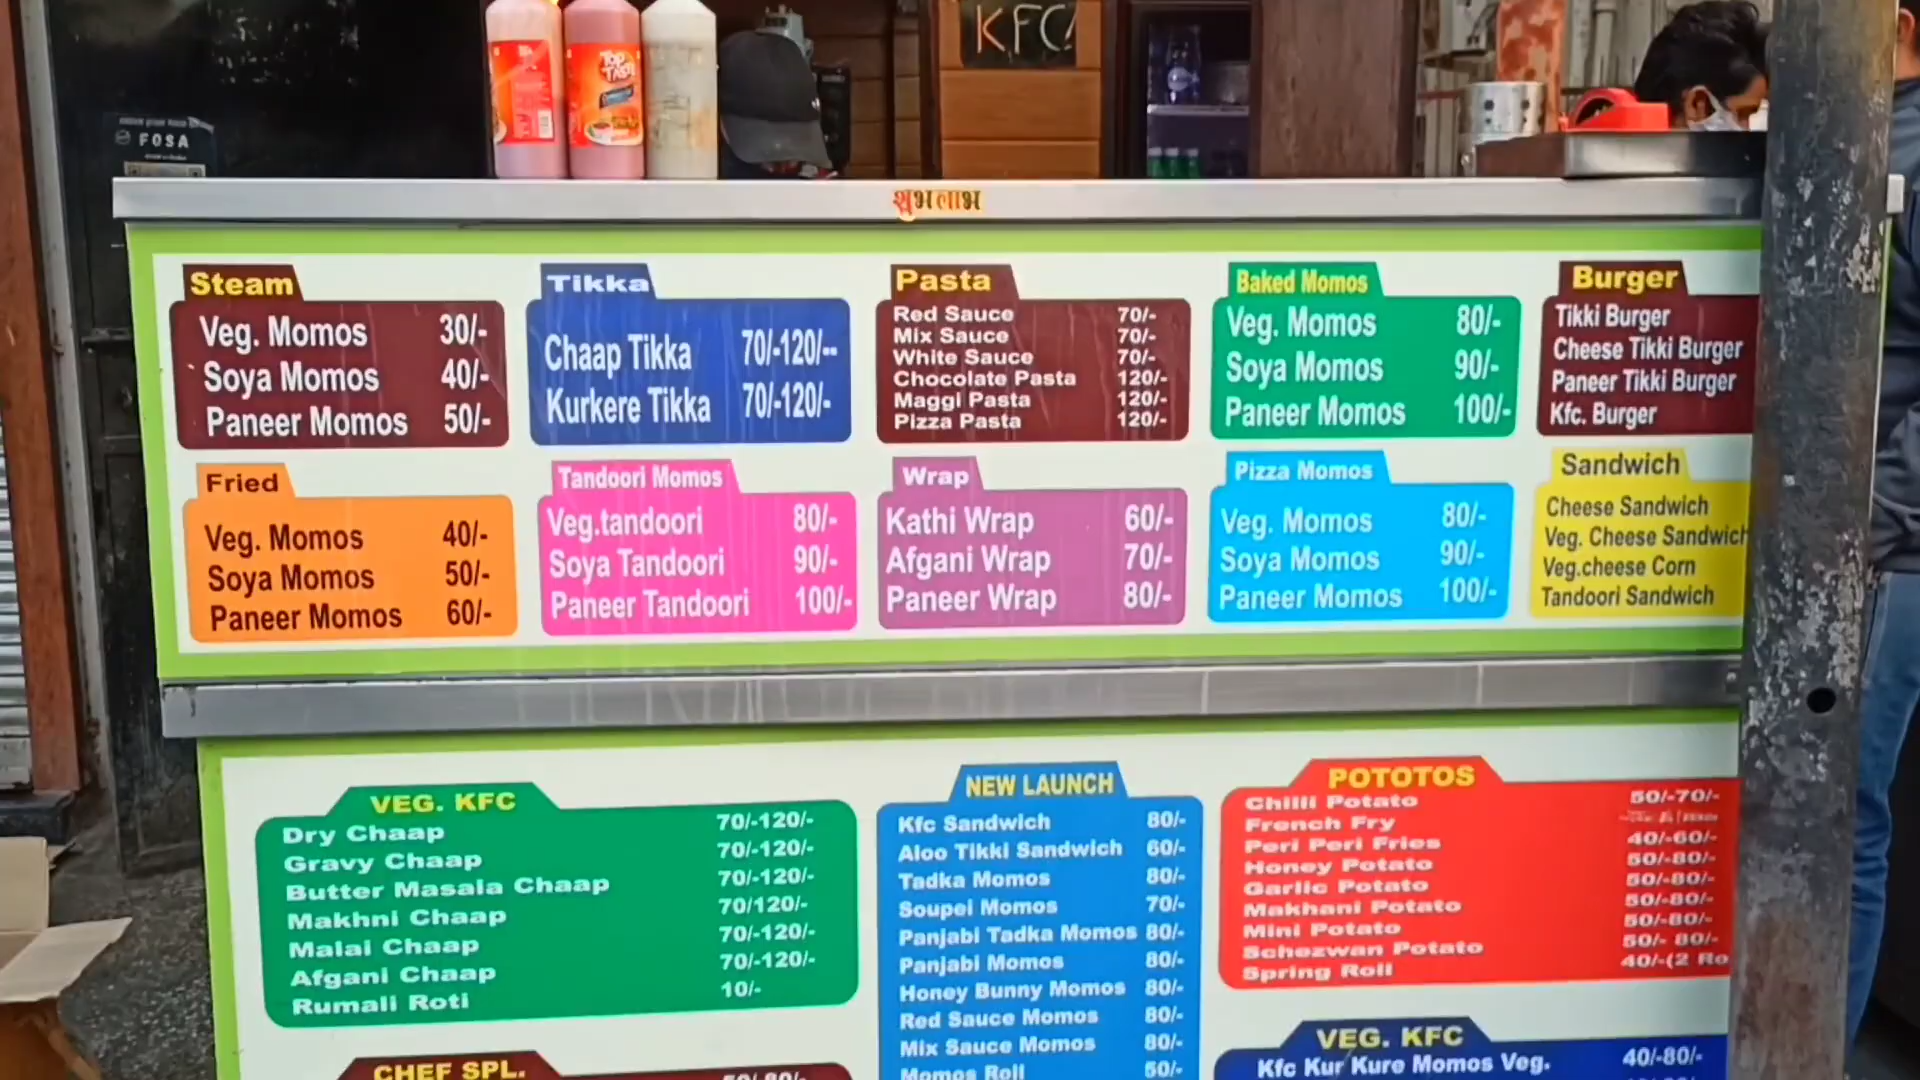 KFC
TOP
TASTE
FOSA
शुभ लाभ
Steam
Veg. Momos 30/-
Soya Momos 40/-
Paneer Momos 50/-
Tikka
Chaap Tikka 70/-120/--
Kurkere Tikka 70/-120/-
Pasta
Red Sauce 70/-
Mix Sauce 70/-
White Sauce 70/-
Chocolate Pasta 120/-
Maggi Pasta 120/-
Pizza Pasta 120/-
Baked Momos
Veg. Momos 80/-
Soya Momos 90/-
Paneer Momos 100/-
Burger
Tikki Burger
Cheese Tikki Burger
Paneer Tikki Burger
Kfc. Burger
Fried
Veg. Momos 40/-
Soya Momos 50/-
Paneer Momos 60/-
Tandoori Momos
Veg.tandoori 80/-
Soya Tandoori 90/-
Paneer Tandoori 100/-
Wrap
Kathi Wrap 60/-
Afgani Wrap 70/-
Paneer Wrap 80/-
Pizza Momos
Veg. Momos 80/-
Soya Momos 90/-
Paneer Momos 100/-
Sandwich
Cheese Sandwich
Veg. Cheese Sandwich
Veg.cheese Corn
Tandoori Sandwich
VEG. KFC
Dry Chaap 70/-120/-
Gravy Chaap 70/-120/-
Butter Masala Chaap 70/-120/-
Makhni Chaap 70/120/-
Malai Chaap 70/-120/-
Afgani Chaap 70/-120/-
Rumali Roti 10/-
CHEF SPL.
50/-80/-
NEW LAUNCH
Kfc Sandwich 80/-
Aloo Tikki Sandwich 60/-
Tadka Momos 80/-
Soupei Momos 70/-
Panjabi Tadka Momos 80/-
Panjabi Momos 80/-
Honey Bunny Momos 80/-
Red Sauce Momos 80/-
Mix Sauce Momos 80/-
Momos Roll 50/-
POTOTOS
Chilli Potato 50/-70/-
French Fry
Peri Peri Fries 40/-60/-
Honey Potato 50/-80/-
Garlic Potato 50/-80/-
Makhani Potato 50/-80/-
Mini Potato 50/-80/-
Schezwan Potato 50/- 80/-
Spring Roll 40/-(2 Ro
VEG. KFC
Kfc Kur Kure Momos Veg. 40/-80/-